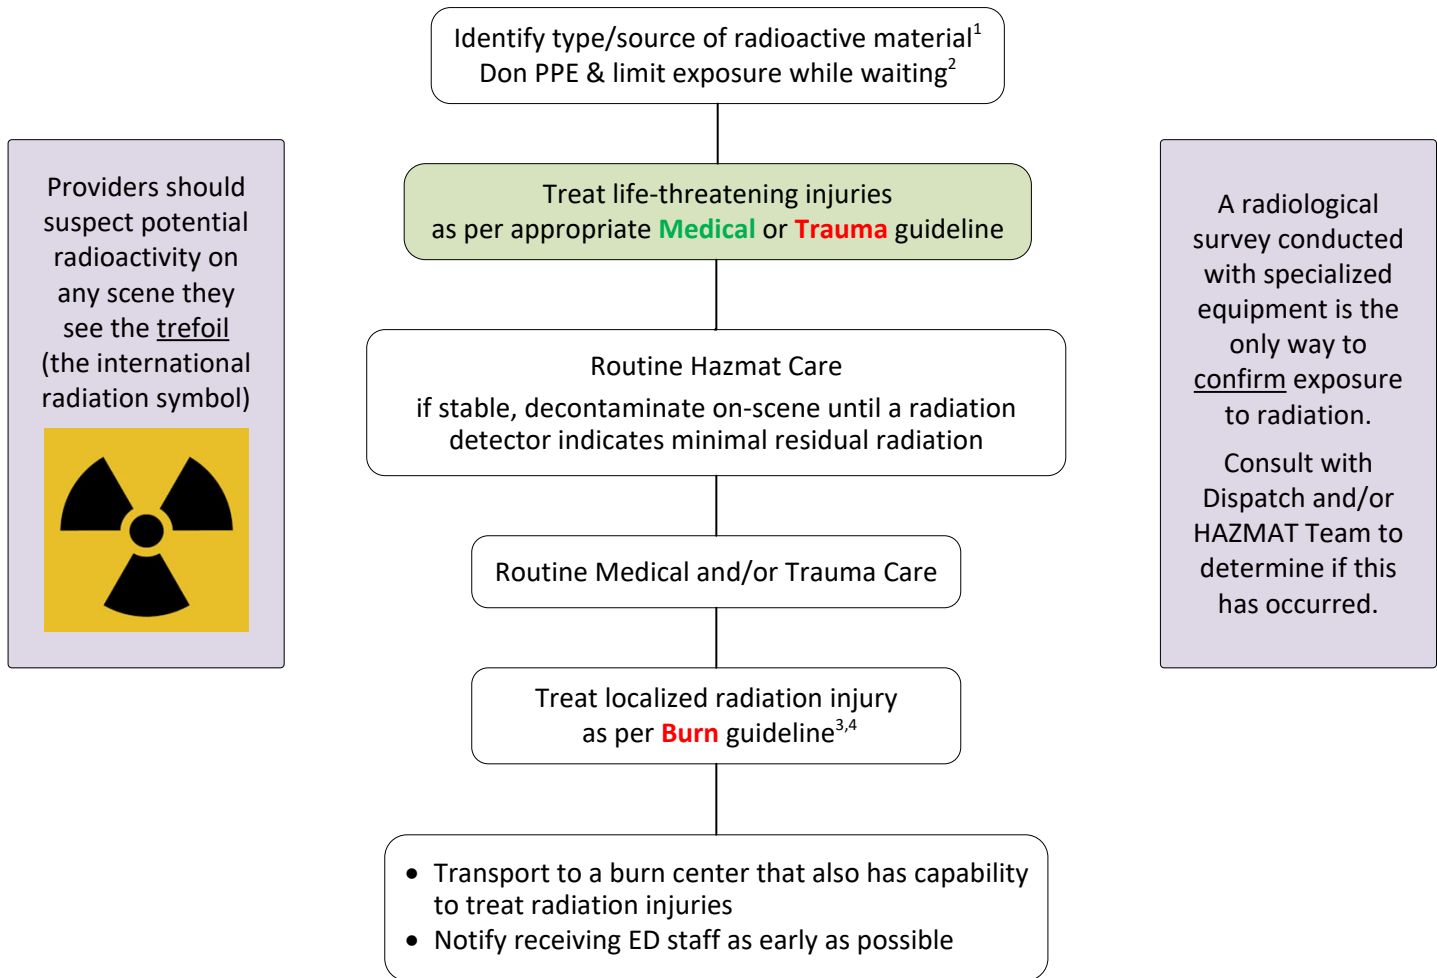 Identify type/source of radioactive material¹
Don PPE & limit exposure while waiting²
Providers should
suspect potential
radioactivity on
any scene they
see the trefoil
(the international
radiation symbol)
Treat life-threatening injuries
as per appropriate Medical or Trauma guideline
A radiological
survey conducted
with specialized
equipment is the
only way to
confirm exposure
to radiation.
Consult with
Dispatch and/or
HAZMAT Team to
determine if this
has occurred.
Routine Hazmat Care
if stable, decontaminate on-scene until a radiation
detector indicates minimal residual radiation
Routine Medical and/or Trauma Care
Treat localized radiation injury
as per Burn guideline³,⁴
• Transport to a burn center that also has capability
to treat radiation injuries
• Notify receiving ED staff as early as possible